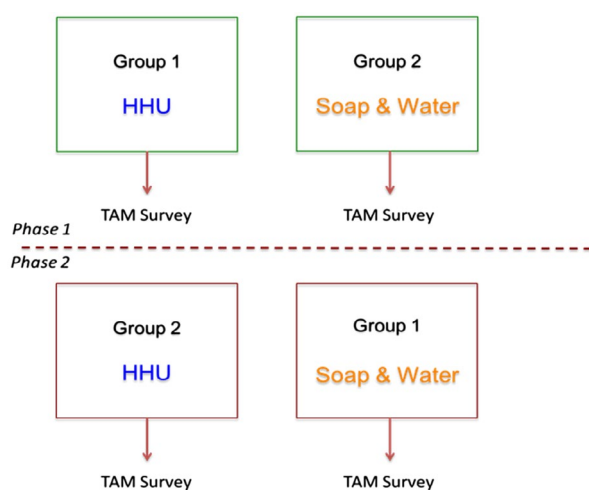 Group 1
HHU
Group 2
Soap & Water
TAM Survey
TAM Survey
Phase 1
Phase 2
Group 2
HHU
Group 1
Soap & Water
TAM Survey
TAM Survey